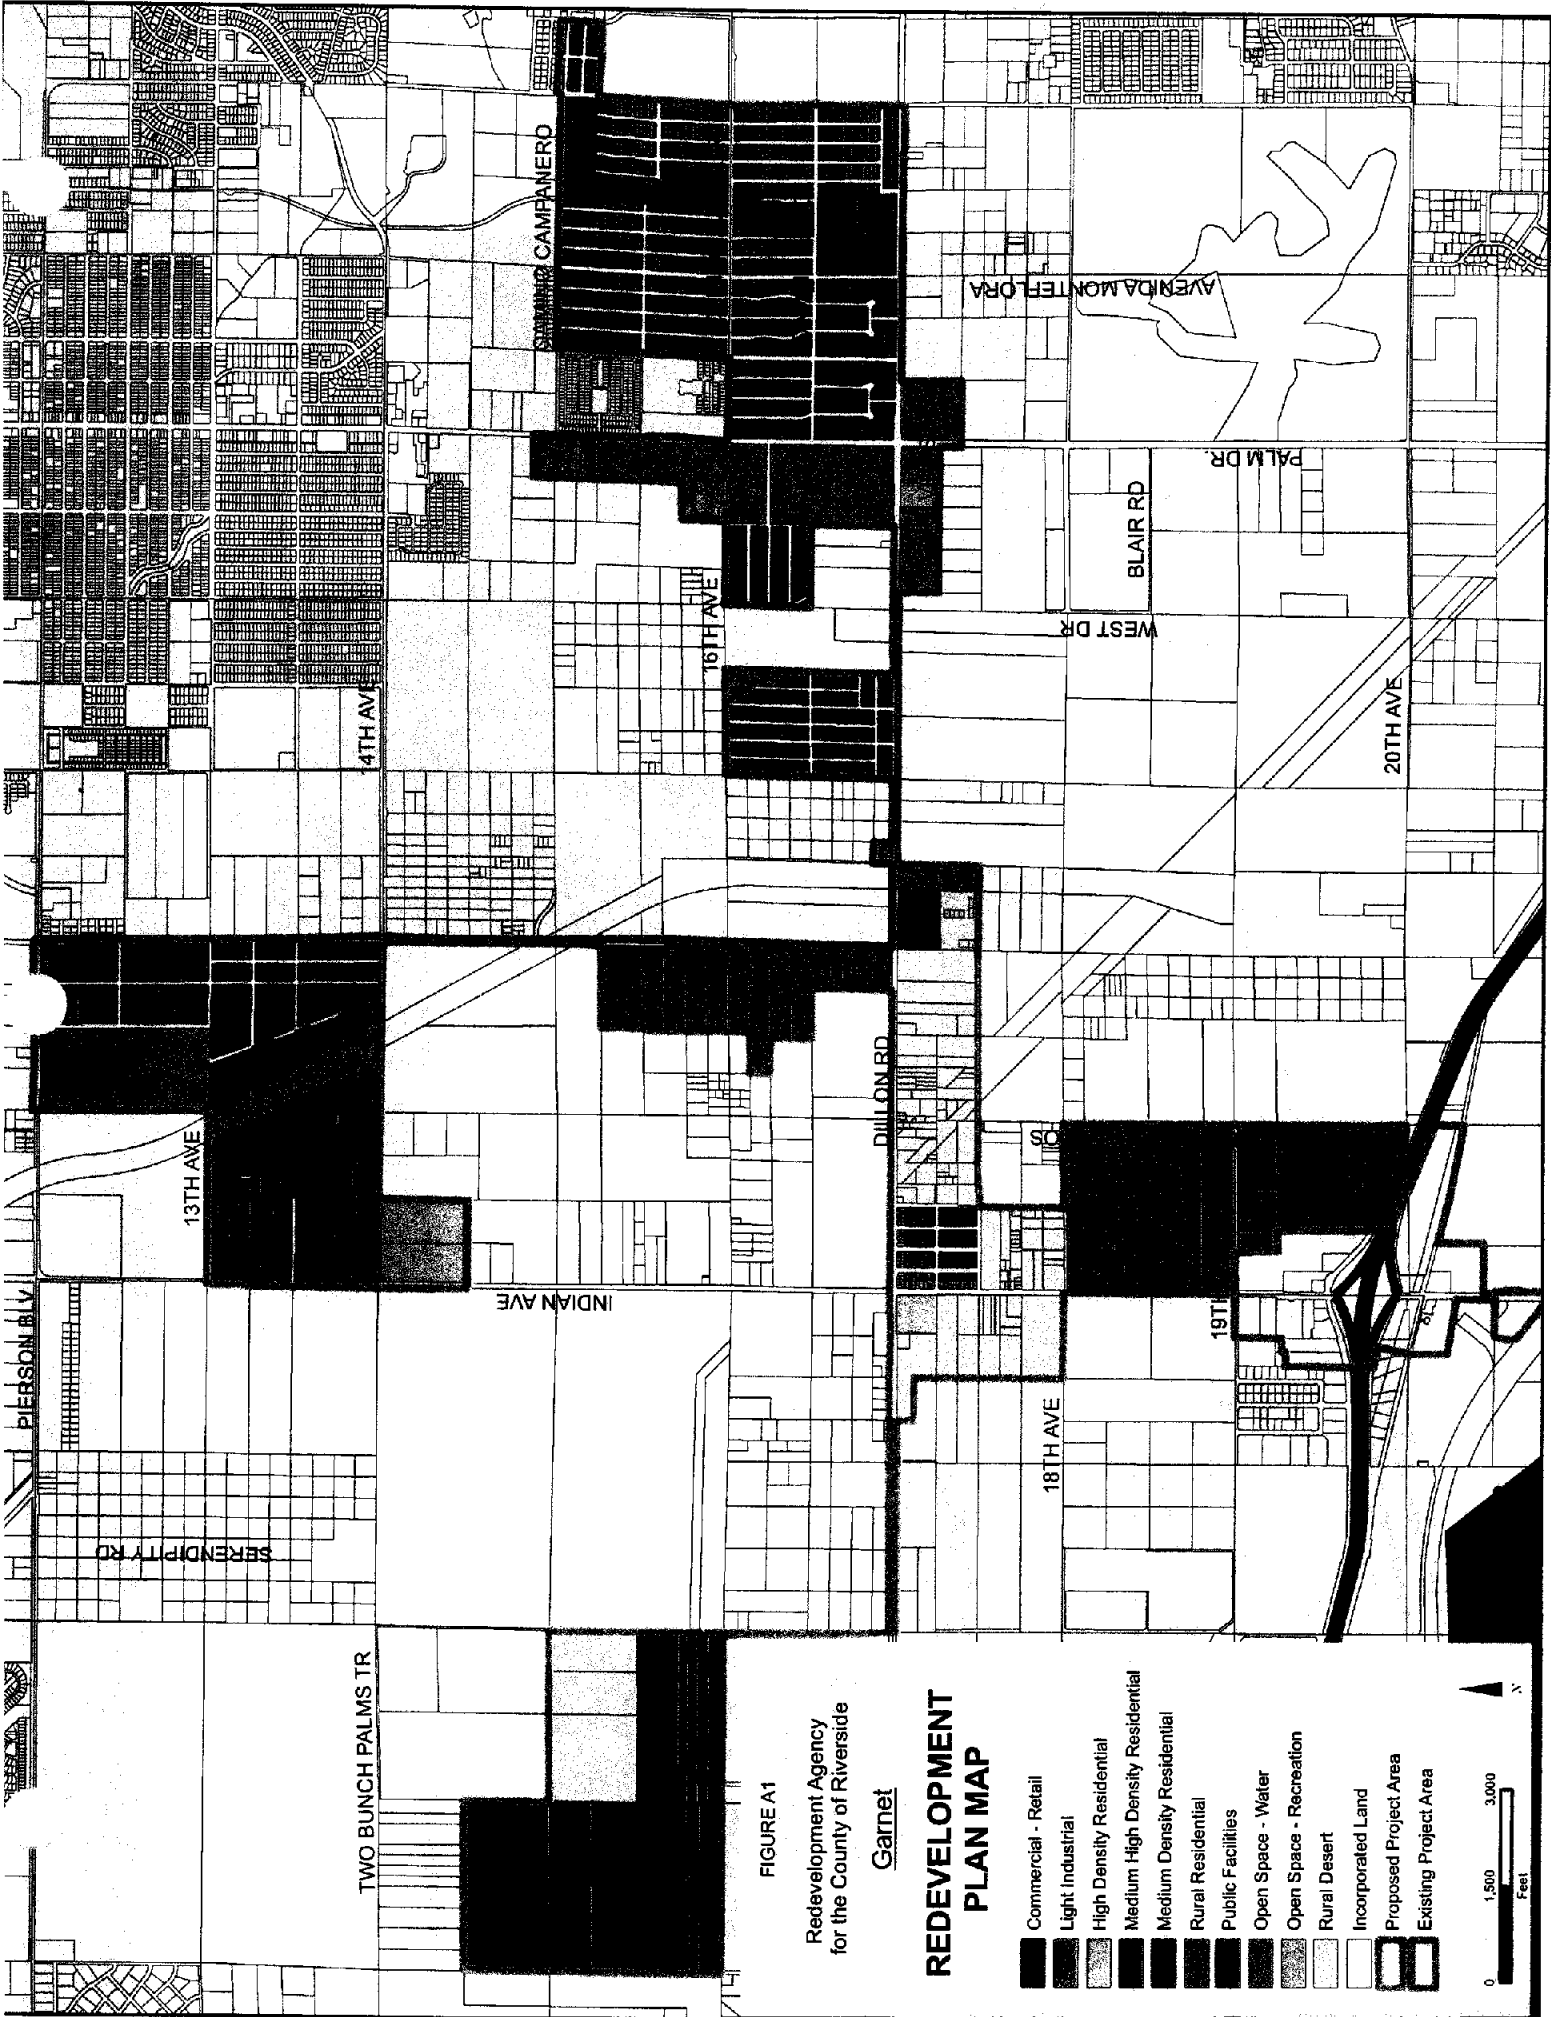 FIGURE A1
Redevelopment Agency
for the County of Riverside
Garnet
REDEVELOPMENT
PLAN MAP
Commercial - Retail
Light Industrial
High Density Residential
Medium High Density Residential
Medium Density Residential
Rural Residential
Public Facilities
Open Space - Water
Open Space - Recreation
Rural Desert
Incorporated Land
Proposed Project Area
Existing Project Area
0 1,500 3,000
Feet
N
PIERSON BLV
SERENDIPITY RD
TWO BUNCH PALMS TR
13TH AVE
INDIAN AVE
14TH AVE
CAMPANERO
16TH AVE
DILLON RD
18TH AVE
19T
20TH AVE
WEST DR
BLAIR RD
PALM DR.
AVENIDA MONTEFLORA
OS